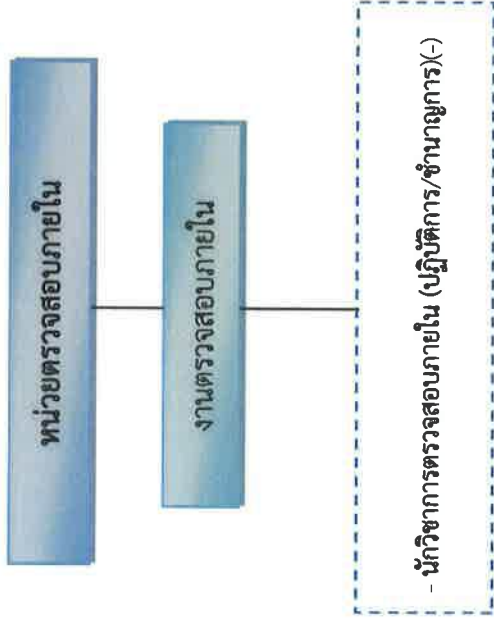 หน่วยตรวจสอบภายใน
งานตรวจสอบภายใน
- นักวิชาการตรวจสอบภายใน (ปฏิบัติการ/ชำนาญการ)(-)